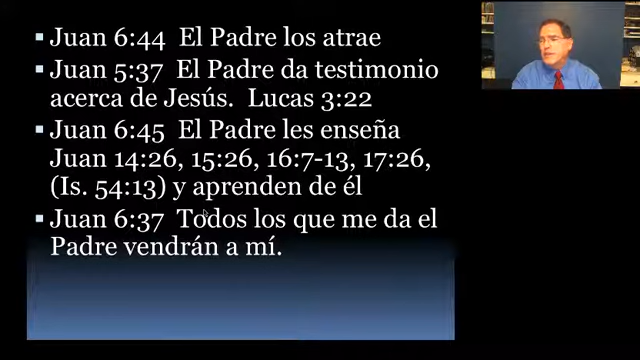 ▪ Juan 6:44 El Padre los atrae
▪ Juan 5:37 El Padre da testimonio
acerca de Jesús. Lucas 3:22
▪ Juan 6:45 El Padre les enseña
Juan 14:26, 15:26, 16:7-13, 17:26,
(Is. 54:13) y aprenden de él
▪ Juan 6:37 Todos los que me da el
Padre vendrán a mí.